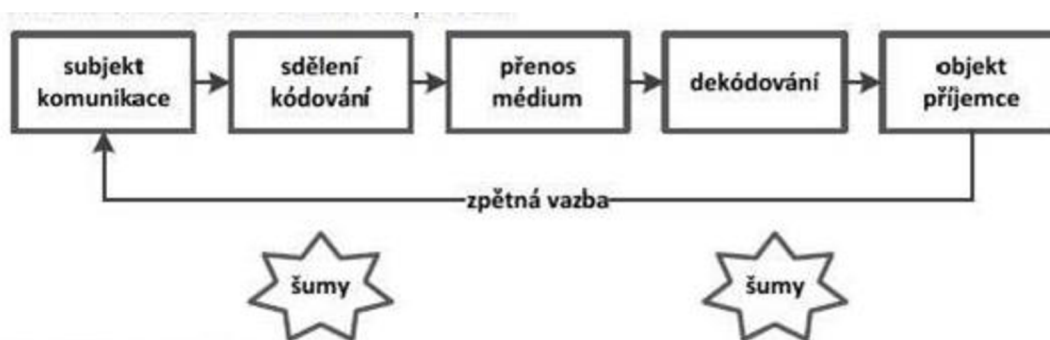 subjekt
komunikace
sdělení
kódování
přenos
médium
dekódování
objekt
příjemce
zpětná vazba
šumy
šumy